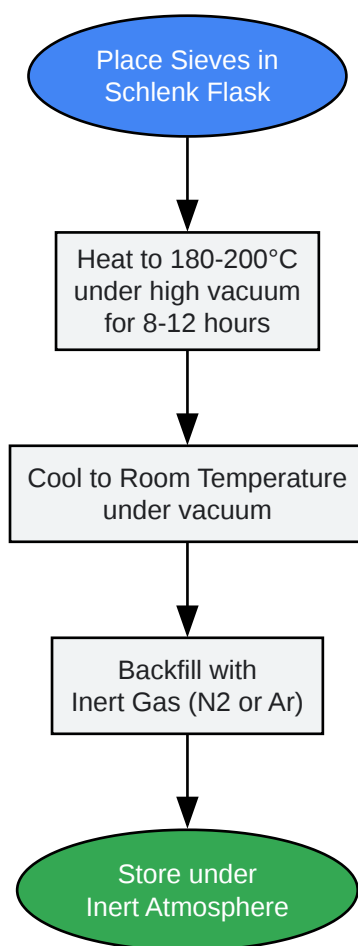 Place Sieves in
Schlenk Flask
Heat to 180-200°C
under high vacuum
for 8-12 hours
Cool to Room Temperature
under vacuum
Backfill with
Inert Gas (N2 or Ar)
Store under
Inert Atmosphere